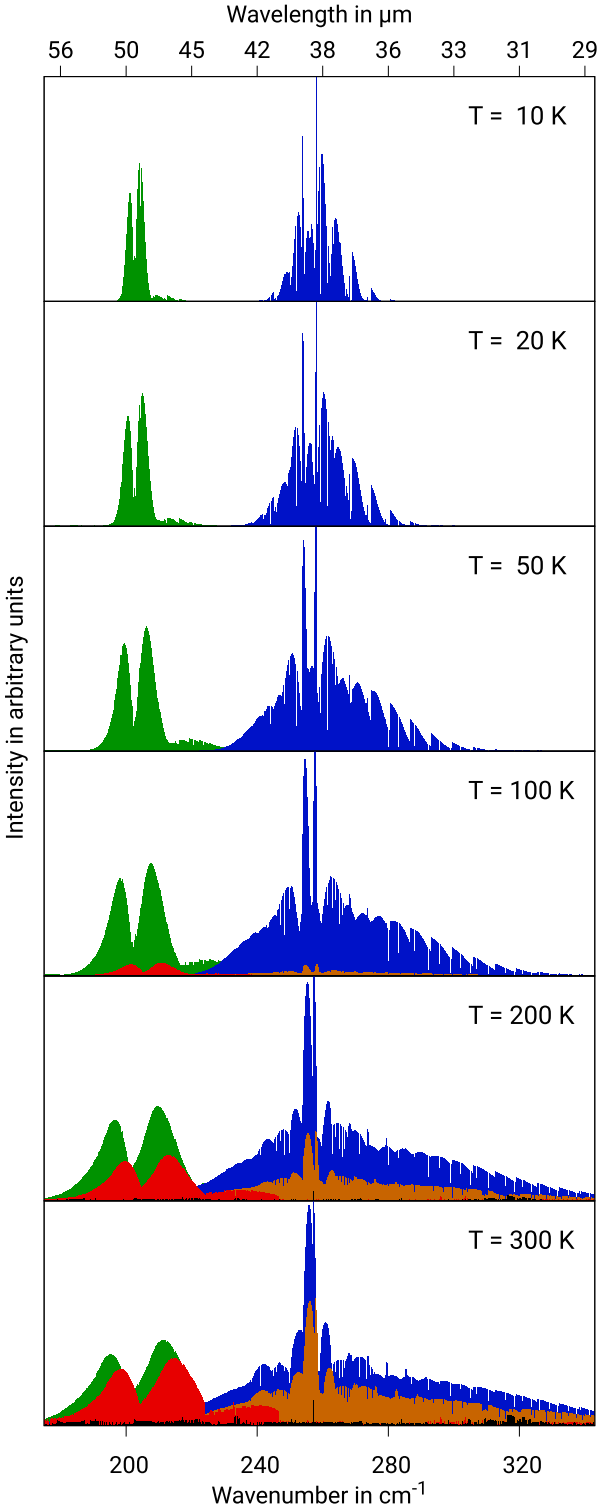 Wavelength in µm
56 50 45 42 38 36 33 31 29
T = 10 K
T = 20 K
T = 50 K
T = 100 K
T = 200 K
T = 300 K
Intensity in arbitrary units
200 240 280 320
Wavenumber in cm⁻¹